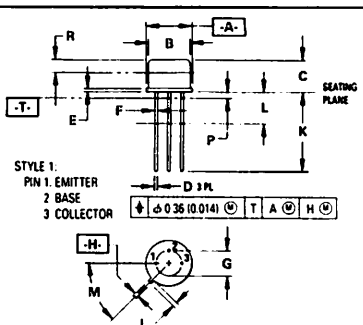 R
B
-A-
C
SEATING
PLANE
-T-
E
F
L
P
K
STYLE 1:
PIN 1. EMITTER
2 BASE
3 COLLECTOR
D 3 PL
⌖ ⌀ 0 36 (0.014) Ⓜ T A Ⓜ H Ⓜ
-H-
1 2 3
G
M
J